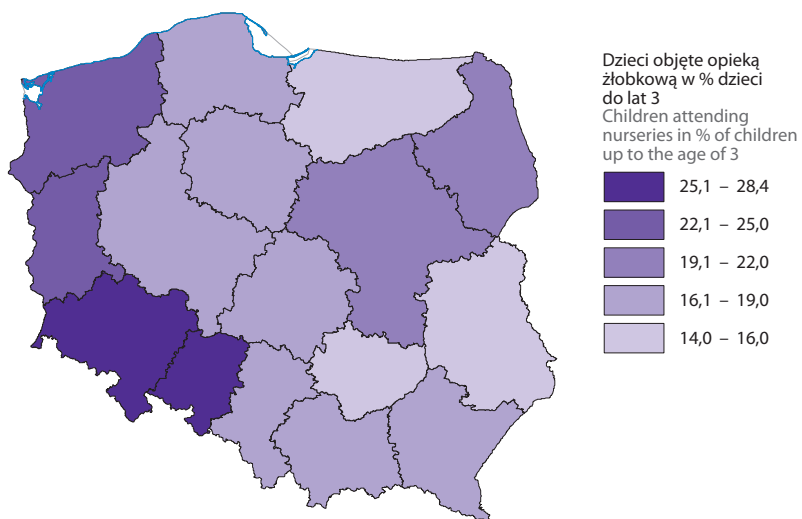 Dzieci objęte opieką
żłobkową w % dzieci
do lat 3
Children attending
nurseries in % of children
up to the age of 3
25,1 – 28,4
22,1 – 25,0
19,1 – 22,0
16,1 – 19,0
14,0 – 16,0